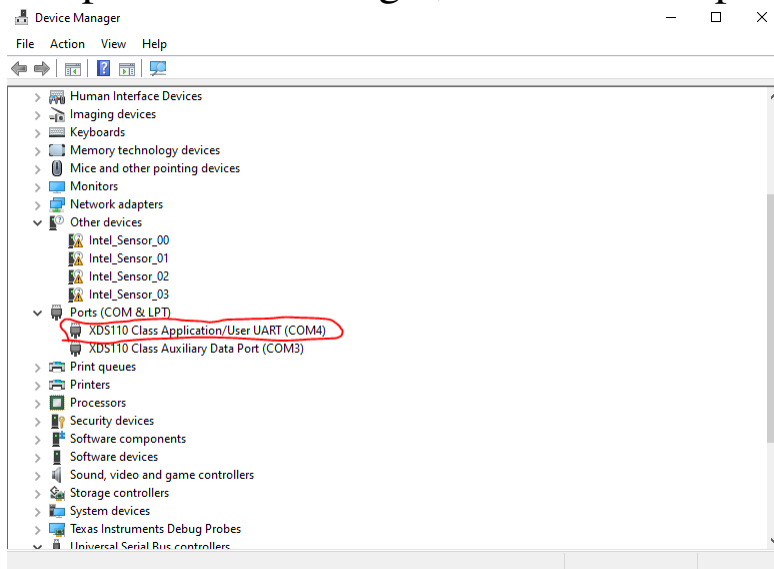 Device Manager
File Action View Help
Human Interface Devices
Imaging devices
Keyboards
Memory technology devices
Mice and other pointing devices
Monitors
Network adapters
Other devices
Intel_Sensor_00
Intel_Sensor_01
Intel_Sensor_02
Intel_Sensor_03
Ports (COM & LPT)
XDS110 Class Application/User UART (COM4)
XDS110 Class Auxiliary Data Port (COM3)
Print queues
Printers
Processors
Security devices
Software components
Software devices
Sound, video and game controllers
Storage controllers
System devices
Texas Instruments Debug Probes
Universal Serial Bus controllers